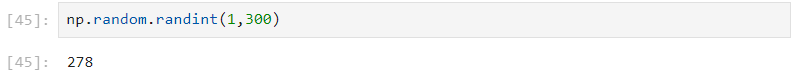 [45]: np.random.randint(1,300)
[45]: 278